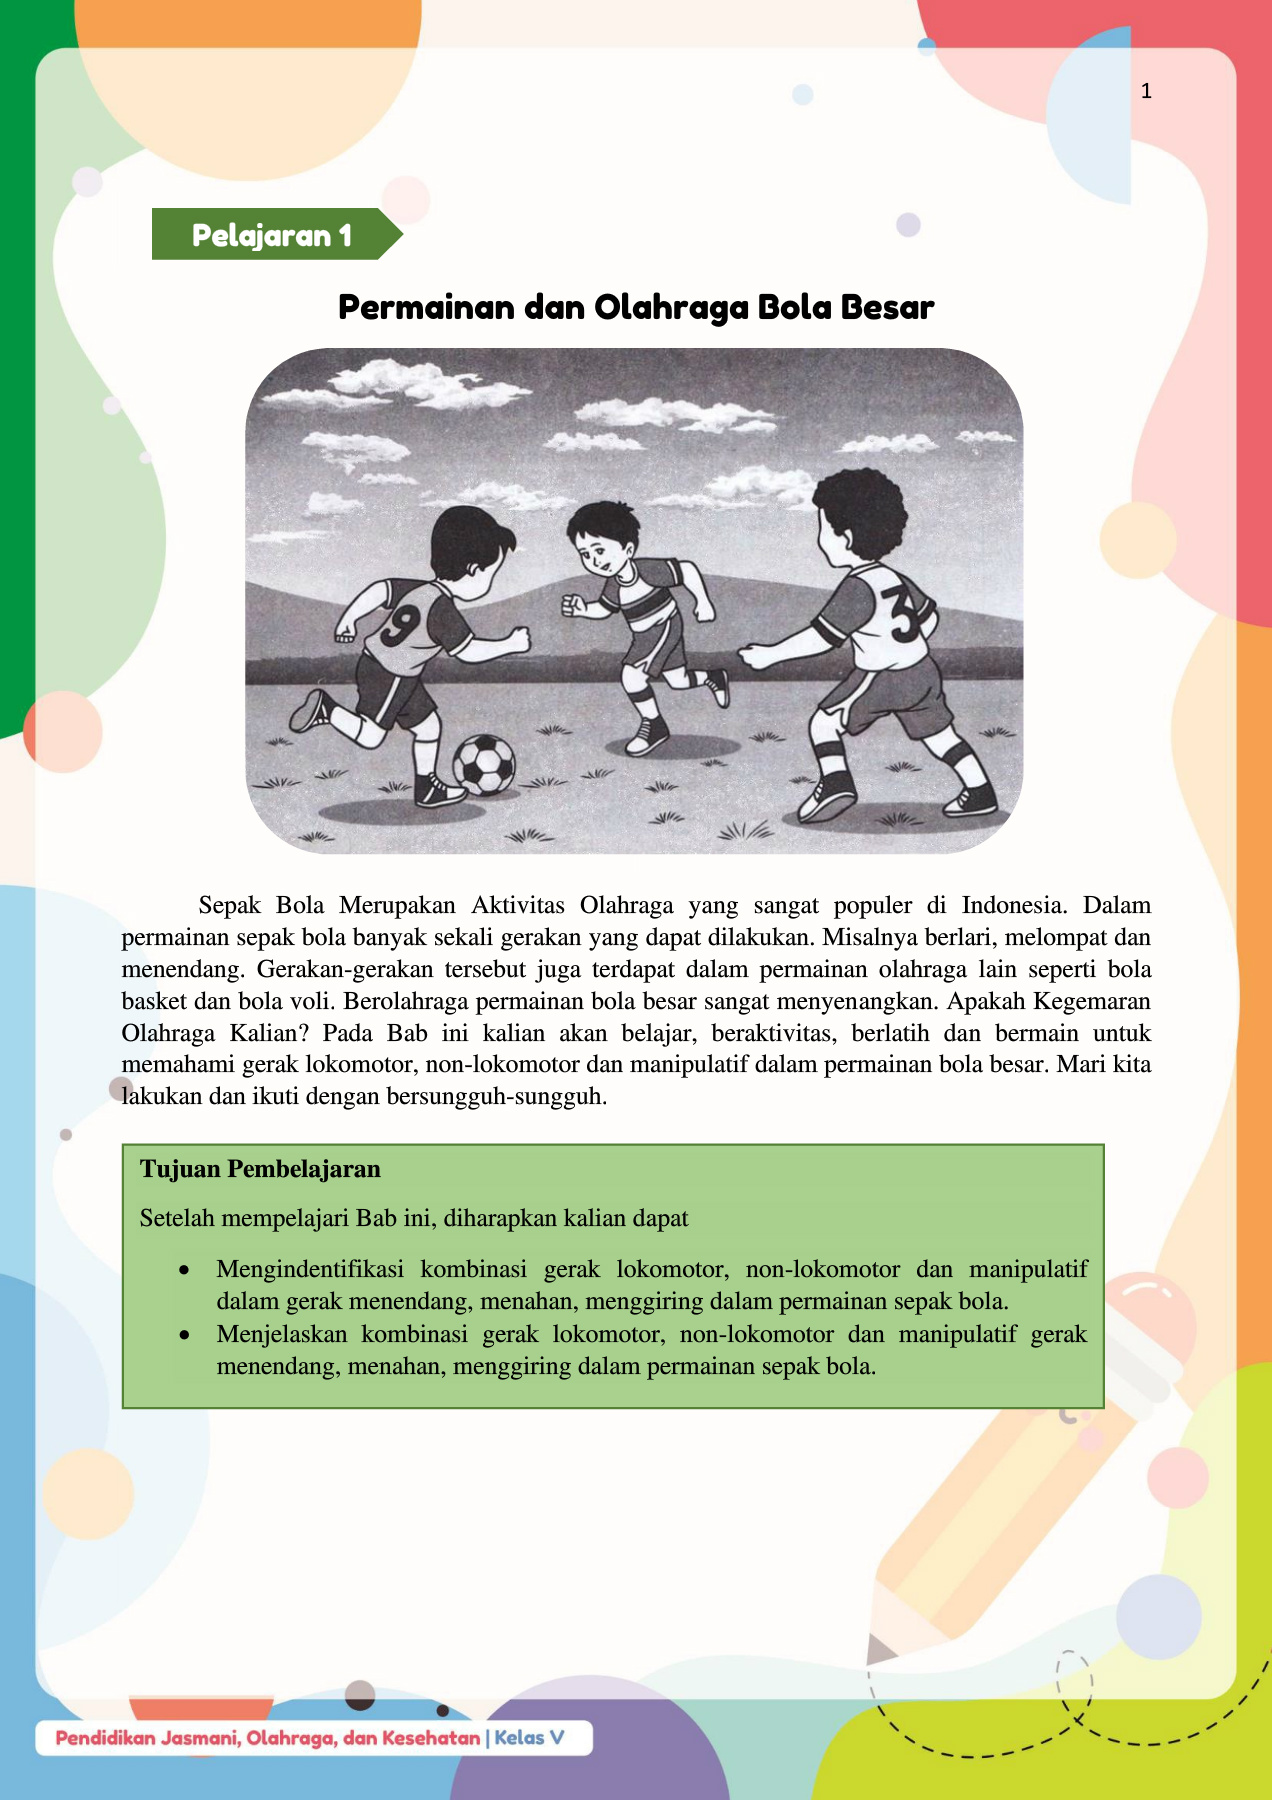 1
Pelajaran 1
Permainan dan Olahraga Bola Besar
9
3
Sepak Bola Merupakan Aktivitas Olahraga yang sangat populer di Indonesia. Dalam
permainan sepak bola banyak sekali gerakan yang dapat dilakukan. Misalnya berlari, melompat dan
menendang. Gerakan-gerakan tersebut juga terdapat dalam permainan olahraga lain seperti bola
basket dan bola voli. Berolahraga permainan bola besar sangat menyenangkan. Apakah Kegemaran
Olahraga Kalian? Pada Bab ini kalian akan belajar, beraktivitas, berlatih dan bermain untuk
memahami gerak lokomotor, non-lokomotor dan manipulatif dalam permainan bola besar. Mari kita
lakukan dan ikuti dengan bersungguh-sungguh.
Tujuan Pembelajaran
Setelah mempelajari Bab ini, diharapkan kalian dapat
• Mengindentifikasi kombinasi gerak lokomotor, non-lokomotor dan manipulatif
dalam gerak menendang, menahan, menggiring dalam permainan sepak bola.
• Menjelaskan kombinasi gerak lokomotor, non-lokomotor dan manipulatif gerak
menendang, menahan, menggiring dalam permainan sepak bola.
Pendidikan Jasmani, Olahraga, dan Kesehatan | Kelas V